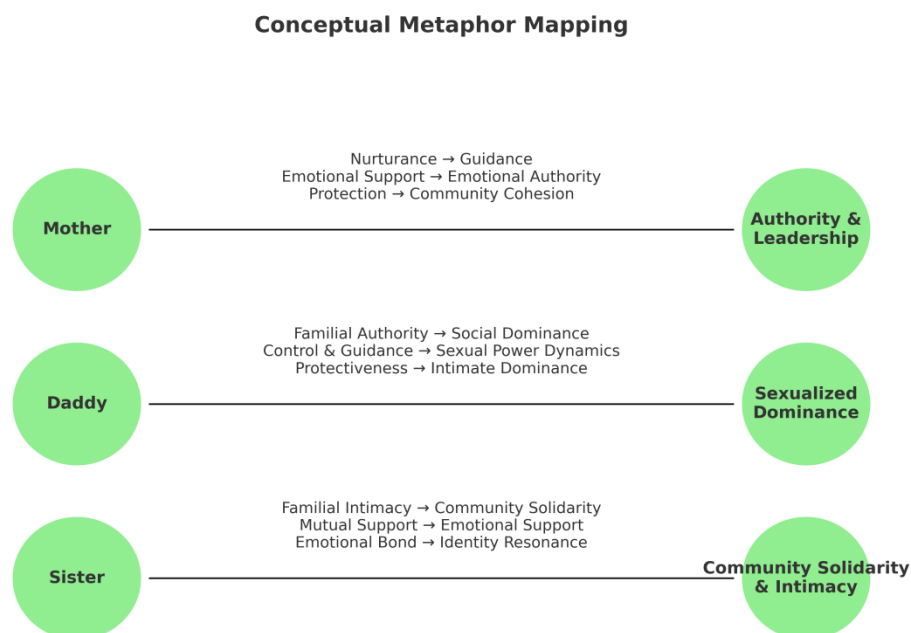 Conceptual Metaphor Mapping
Nurturance → Guidance
Emotional Support → Emotional Authority
Protection → Community Cohesion
Mother
Authority &
Leadership
Familial Authority → Social Dominance
Control & Guidance → Sexual Power Dynamics
Protectiveness → Intimate Dominance
Daddy
Sexualized
Dominance
Familial Intimacy → Community Solidarity
Mutual Support → Emotional Support
Emotional Bond → Identity Resonance
Sister
Community Solidarity
& Intimacy